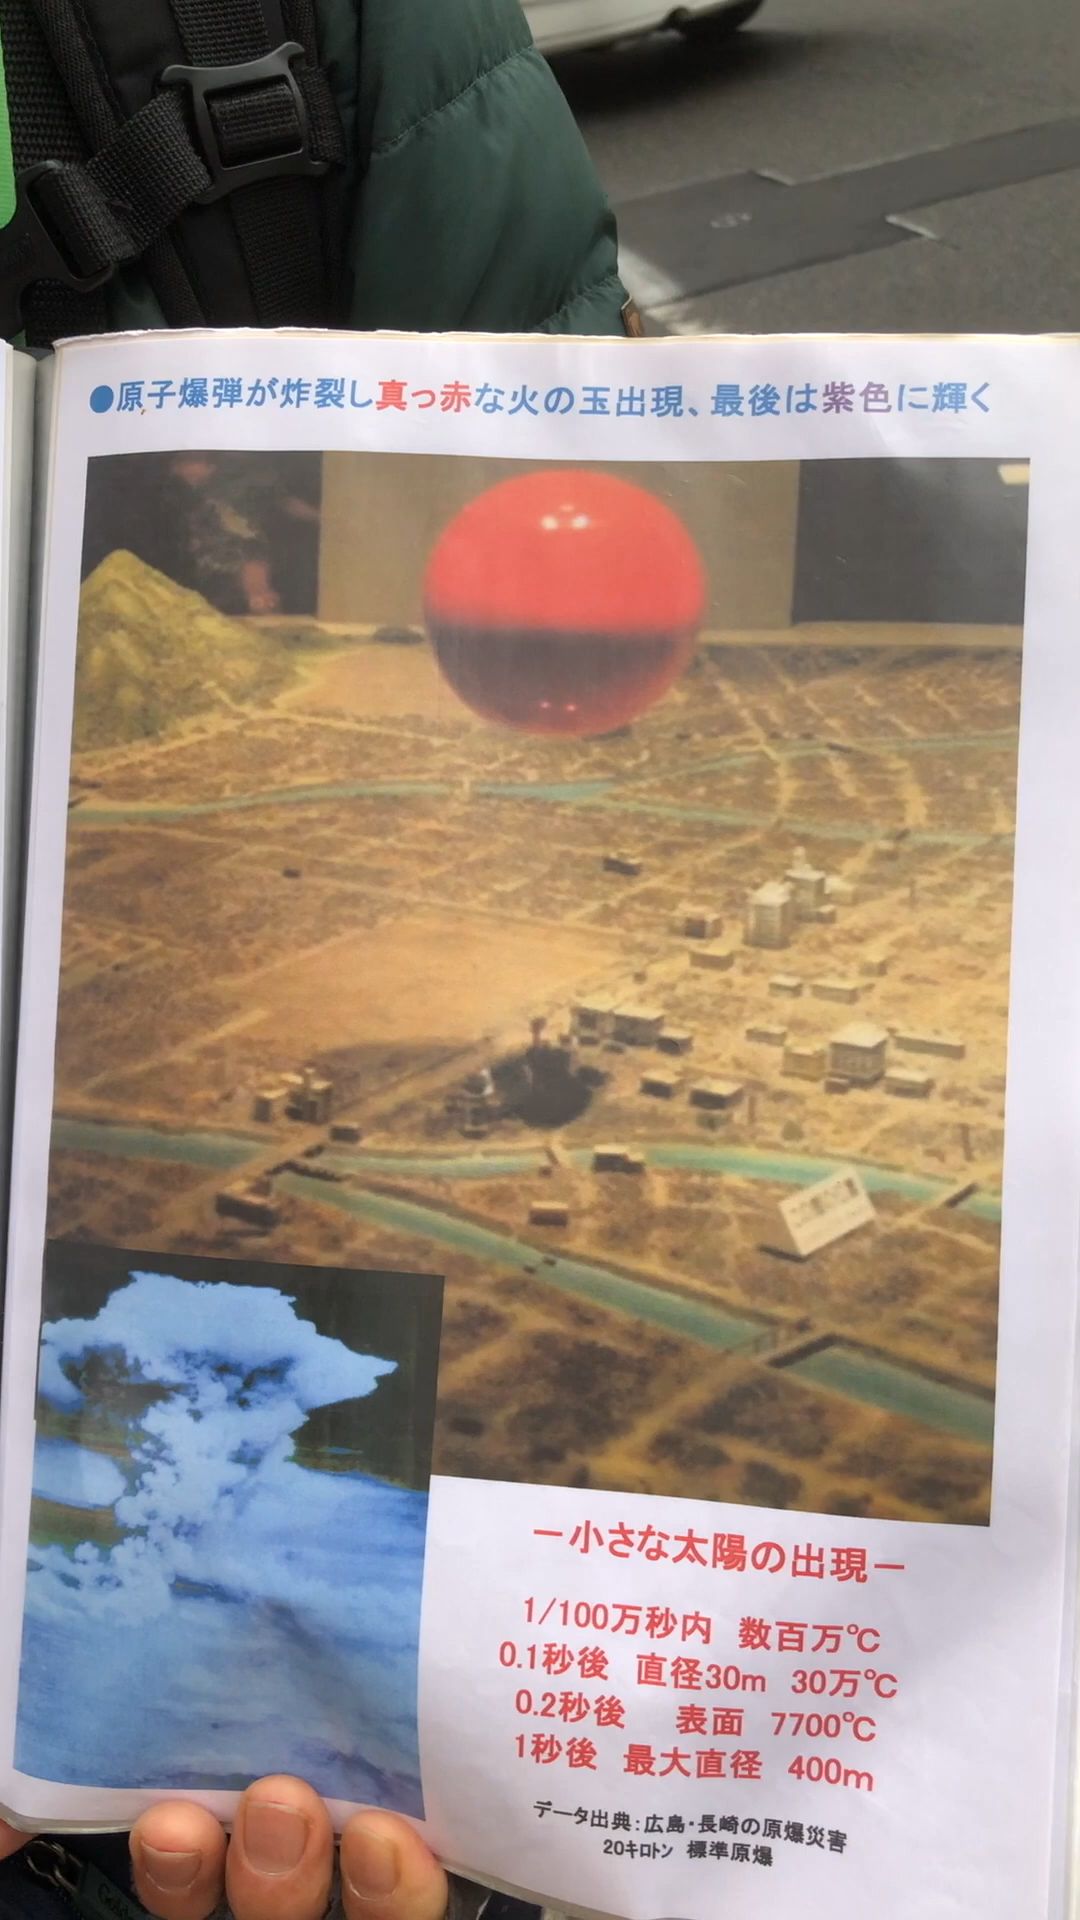 ●原子爆弾が炸裂し真っ赤な火の玉出現、最後は紫色に輝く
ー小さな太陽の出現ー
1/100万秒内 数百万℃
0.1秒後 直径30m 30万℃
0.2秒後 表面 7700℃
1秒後 最大直径 400m
データ出典：広島・長崎の原爆災害
20キロトン 標準原爆